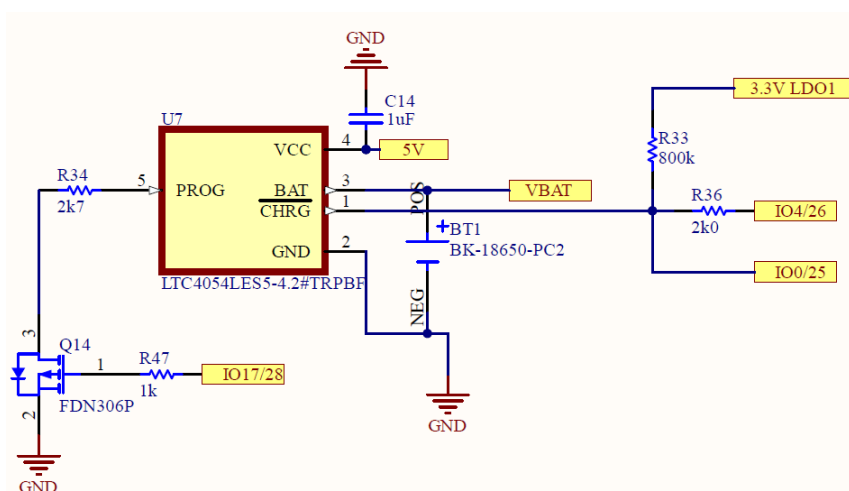 GND
U7
C14
1uF
3.3V LDO1
VCC
4
5V
R33
800k
R34
2k7
5
PROG
BAT
3
POS
VBAT
CHRG
1
R36
2k0
IO4/26
GND
2
BT1
BK-18650-PC2
IO0/25
LTC4054LES5-4.2#TRPBF
NEG
3
Q14
1
R47
1k
IO17/28
FDN306P
2
GND
GND